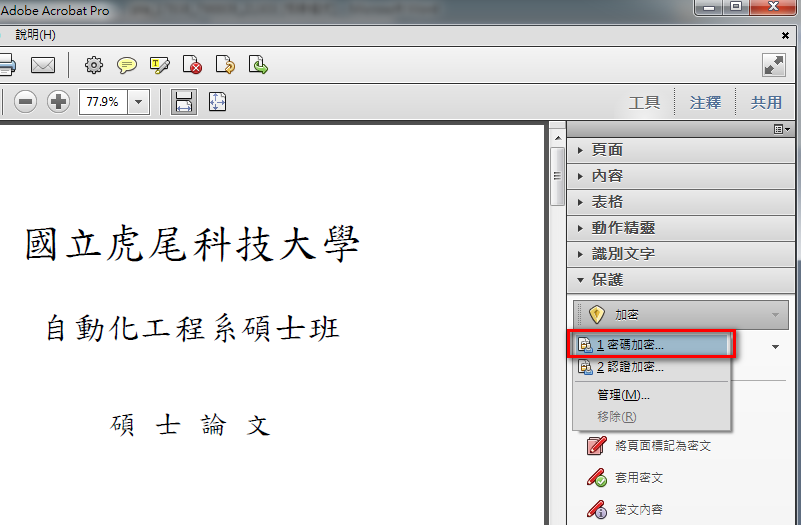 Adobe Acrobat Pro
說明(H)
77.9%
工具
注釋
共用
頁面
內容
表格
動作精靈
識別文字
保護
加密
1 密碼加密...
2 認證加密...
管理(M)...
移除(R)
將頁面標記為密文
套用密文
密文內容
國立虎尾科技大學
自動化工程系碩士班
碩 士 論 文